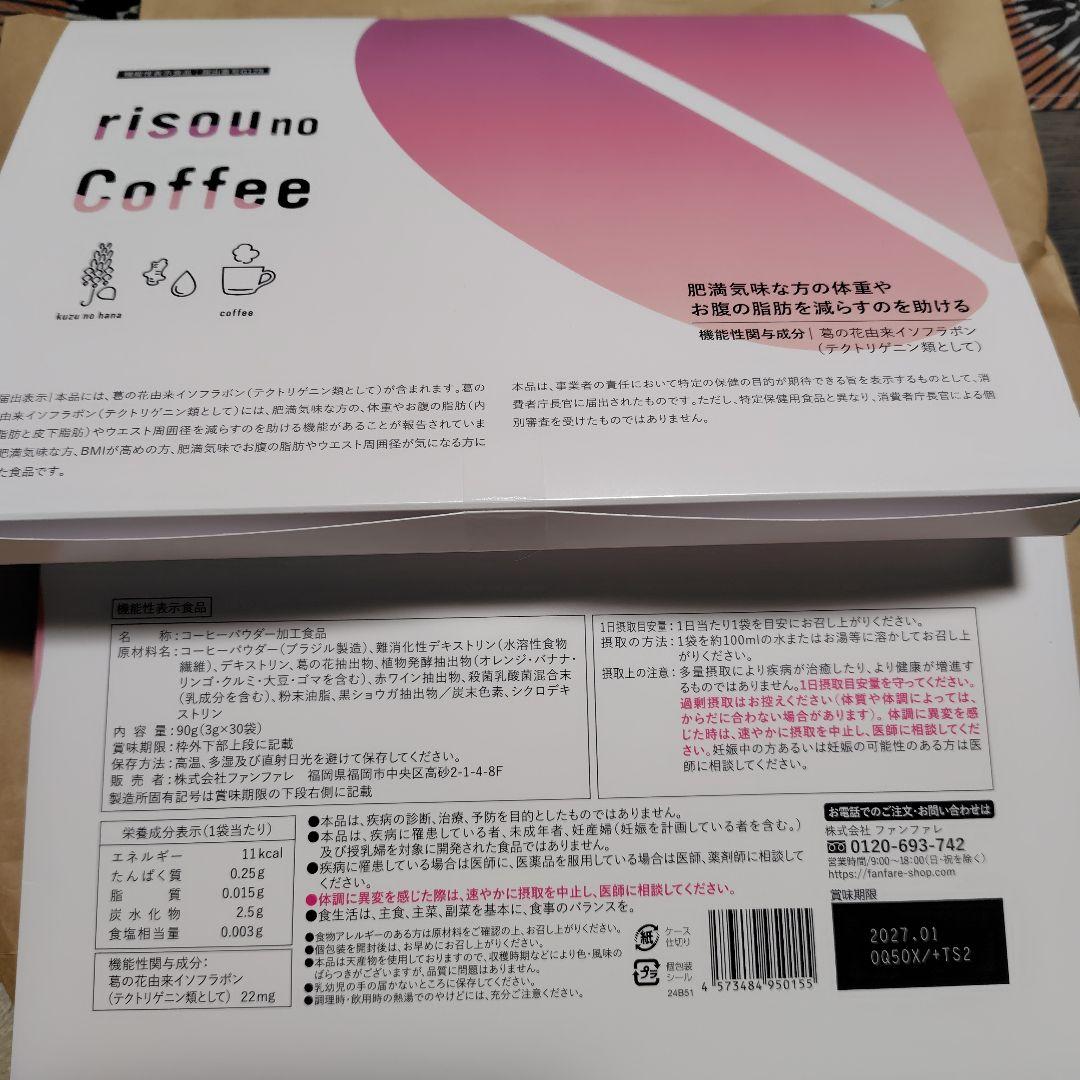 機能性表示食品
risou no
Coffee
kuzu no hana
coffee
肥満気味な方の体重や
お腹の脂肪を減らすのを助ける
機能性関与成分 | 葛の花由来イソフラボン
(テクトリゲニン類として)
届出表示 | 本品には、葛の花由来イソフラボン(テクトリゲニン類として)が含まれます。葛の
由来イソフラボン(テクトリゲニン類として)には、肥満気味な方の、体重やお腹の脂肪(内
脂肪と皮下脂肪)やウエスト周囲径を減らすのを助ける機能があることが報告されていま
肥満気味な方、BMIが高めの方、肥満気味でお腹の脂肪やウエスト周囲径が気になる方に
た食品です。
本品は、事業者の責任において特定の保健の目的が期待できる旨を表示するものとして、消
費者庁長官に届出されたものです。ただし、特定保健用食品と異なり、消費者庁長官による個
別審査を受けたものではありません。
機能性表示食品
名 称:コーヒーパウダー加工食品
原材料名:コーヒーパウダー(ブラジル製造)、難消化性デキストリン(水溶性食物
繊維)、デキストリン、葛の花抽出物、植物発酵抽出物(オレンジ・バナナ・
リンゴ・クルミ・大豆・ゴマを含む)、赤ワイン抽出物、殺菌乳酸菌混合末
(乳成分を含む)、粉末油脂、黒ショウガ抽出物/炭末色素、シクロデキ
ストリン
内 容 量:90g(3g×30袋)
賞味期限:枠外下部上段に記載
保存方法:高温、多湿及び直射日光を避けて保存してください。
販 売 者:株式会社ファンファレ 福岡県福岡市中央区高砂2-1-4-8F
製造所固有記号は賞味期限の下段右側に記載
1日摂取目安量:1日当たり1袋を目安にお召し上がりください。
摂取の方法:1袋を約100mlの水またはお湯等に溶かしてお召し上
がりください。
摂取上の注意:多量摂取により疾病が治癒したり、より健康が増進す
るものではありません。1日摂取目安量を守ってください。
過剰摂取はお控えください(体質や体調によっては、
からだに合わない場合があります)。体調に異変を感
じた時は、速やかに摂取を中止し、医師に相談してくだ
さい。妊娠中の方あるいは妊娠の可能性のある方は医
師に相談してください。
栄養成分表示(1袋当たり)
エネルギー 11kcal
たんぱく質 0.25g
脂 質 0.015g
炭水化物 2.5g
食塩相当量 0.003g
機能性関与成分:
葛の花由来イソフラボン
(テクトリゲニン類として) 22mg
●本品は、疾病の診断、治療、予防を目的としたものではありません。
●本品は、疾病に罹患している者、未成年者、妊産婦(妊娠を計画している者を含む。)
及び授乳婦を対象に開発された食品ではありません。
●疾病に罹患している場合は医師に、医薬品を服用している場合は医師、薬剤師に相談して
ください。
●体調に異変を感じた際は、速やかに摂取を中止し、医師に相談してください。
●食生活は、主食、主菜、副菜を基本に、食事のバランスを。
●食物アレルギーのある方は原材料をご確認の上、お召し上がりください。
●個包装を開封後は、お早めにお召し上がりください。
●本品は天産物を使用しておりますので、収穫時期などにより色・風味の
ばらつきがございますが、品質に問題はありません。
●乳幼児の手の届かないところに保存してください。
●調理時・飲用時の熱湯でのやけどには、充分ご注意ください。
紙
ケース
仕切り
プラ
個包装
シール
24B51
4 573484 950155
お電話でのご注文・お問い合わせは
株式会社 ファンファレ
0120-693-742
営業時間/9:00〜18:00(日・祝を除く)
https://fanfare-shop.com
賞味期限
2027.01
0Q50X/+TS2